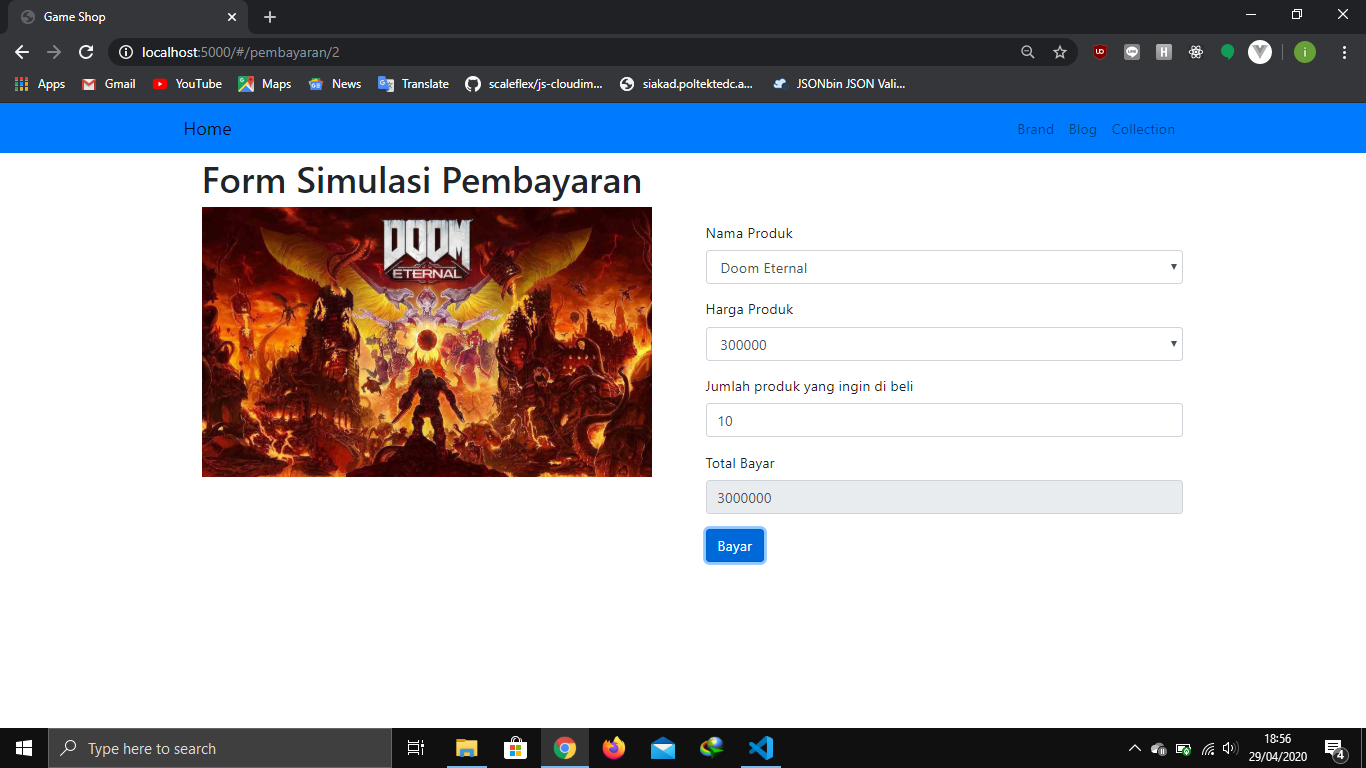 Game Shop
localhost:5000/#/pembayaran/2
Apps
Gmail
YouTube
Maps
News
Translate
scaleflex/js-cloudim...
siakad.poltektedc.a...
JSONbin JSON Vali...
Home
Brand
Blog
Collection
Form Simulasi Pembayaran
DOOM
ETERNAL
Nama Produk
Doom Eternal
Harga Produk
300000
Jumlah produk yang ingin di beli
10
Total Bayar
3000000
Bayar
Type here to search
18:56
29/04/2020
4